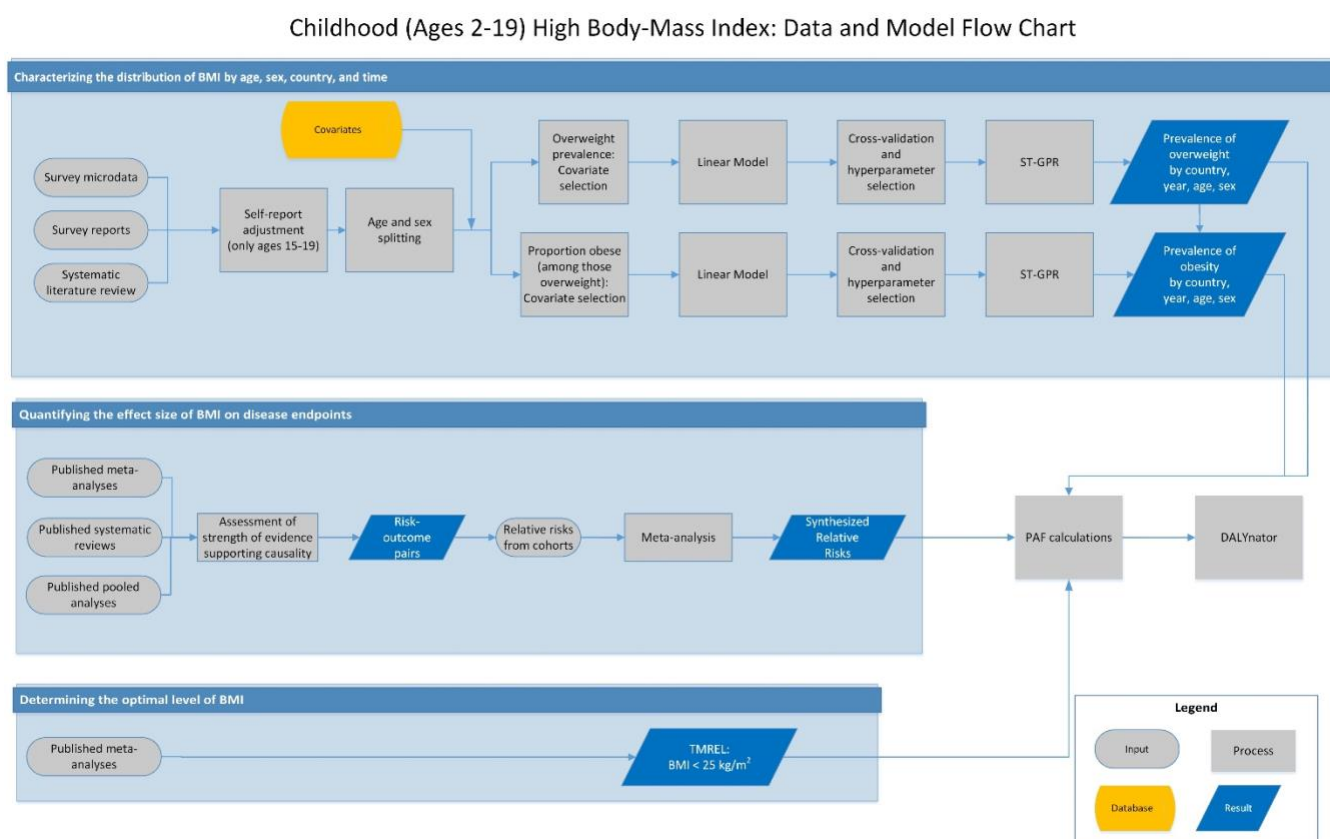 Childhood (Ages 2-19) High Body-Mass Index: Data and Model Flow Chart
Characterizing the distribution of BMI by age, sex, country, and time
Covariates
Survey microdata
Survey reports
Systematic
literature review
Self-report
adjustment
(only ages 15-19)
Age and sex
splitting
Overweight
prevalence:
Covariate
selection
Linear Model
Cross-validation
and
hyperparameter
selection
ST-GPR
Prevalence of
overweight
by country,
year, age, sex
Proportion obese
(among those
overweight):
Covariate selection
Linear Model
Cross-validation
and
hyperparameter
selection
ST-GPR
Prevalence of
obesity
by country,
year, age, sex
Quantifying the effect size of BMI on disease endpoints
Published meta-
analyses
Published systematic
reviews
Published pooled
analyses
Assessment of
strength of evidence
supporting causality
Risk-
outcome
pairs
Relative risks
from cohorts
Meta-analysis
Synthesized
Relative
Risks
PAF calculations
DALYnator
Determining the optimal level of BMI
Published meta-
analyses
TMREL:
BMI < 25 kg/m²
Legend
Input
Process
Database
Result